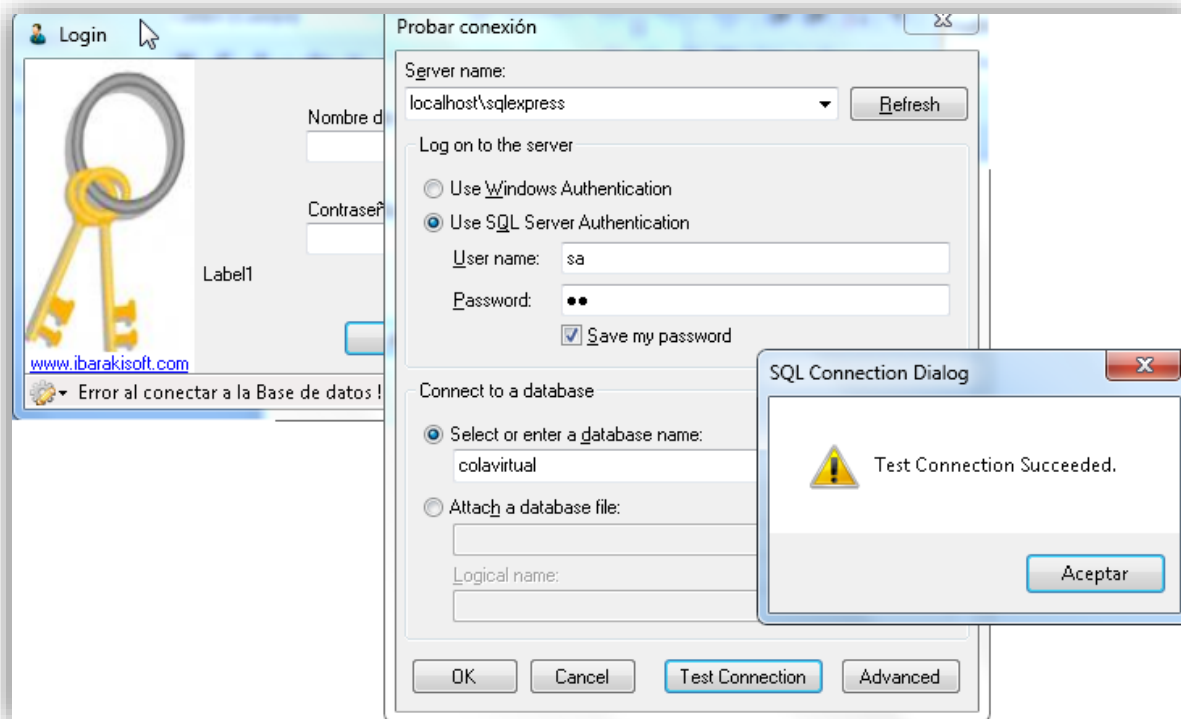 Login
Nombre d
Contraseñ
Label1
www.ibarakisoft.com
Error al conectar a la Base de datos !
Probar conexión
Server name:
localhost\sqlexpress
Refresh
Log on to the server
Use Windows Authentication
Use SQL Server Authentication
User name:
sa
Password:
●●
Save my password
Connect to a database
Select or enter a database name:
colavirtual
Attach a database file:
Logical name:
OK
Cancel
Test Connection
Advanced
SQL Connection Dialog
Test Connection Succeeded.
Aceptar